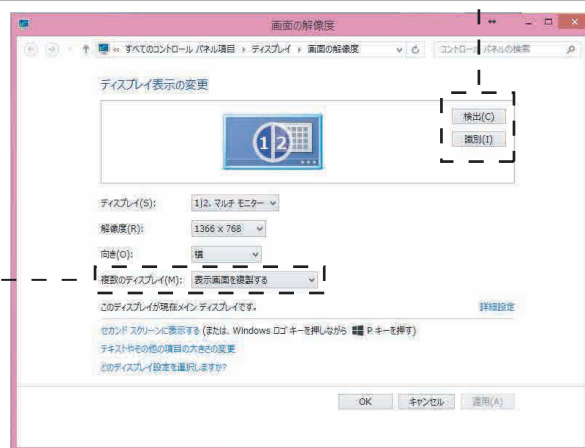 画面の解像度
« すべてのコントロール パネル項目 › ディスプレイ › 画面の解像度
コントロール パネルの検索
ディスプレイ表示の変更
検出(C)
識別(I)
1 2
ディスプレイ(S): 1|2. マルチ モニター
解像度(R): 1366 x 768
向き(O): 横
複数のディスプレイ(M): 表示画面を複製する
このディスプレイが現在メイン ディスプレイです。 詳細設定
セカンド スクリーンに表示する (または、Windows ロゴ キーを押しながら P キーを押す)
テキストやその他の項目の大きさの変更
どのディスプレイ設定を選択しますか?
OK キャンセル 適用(A)